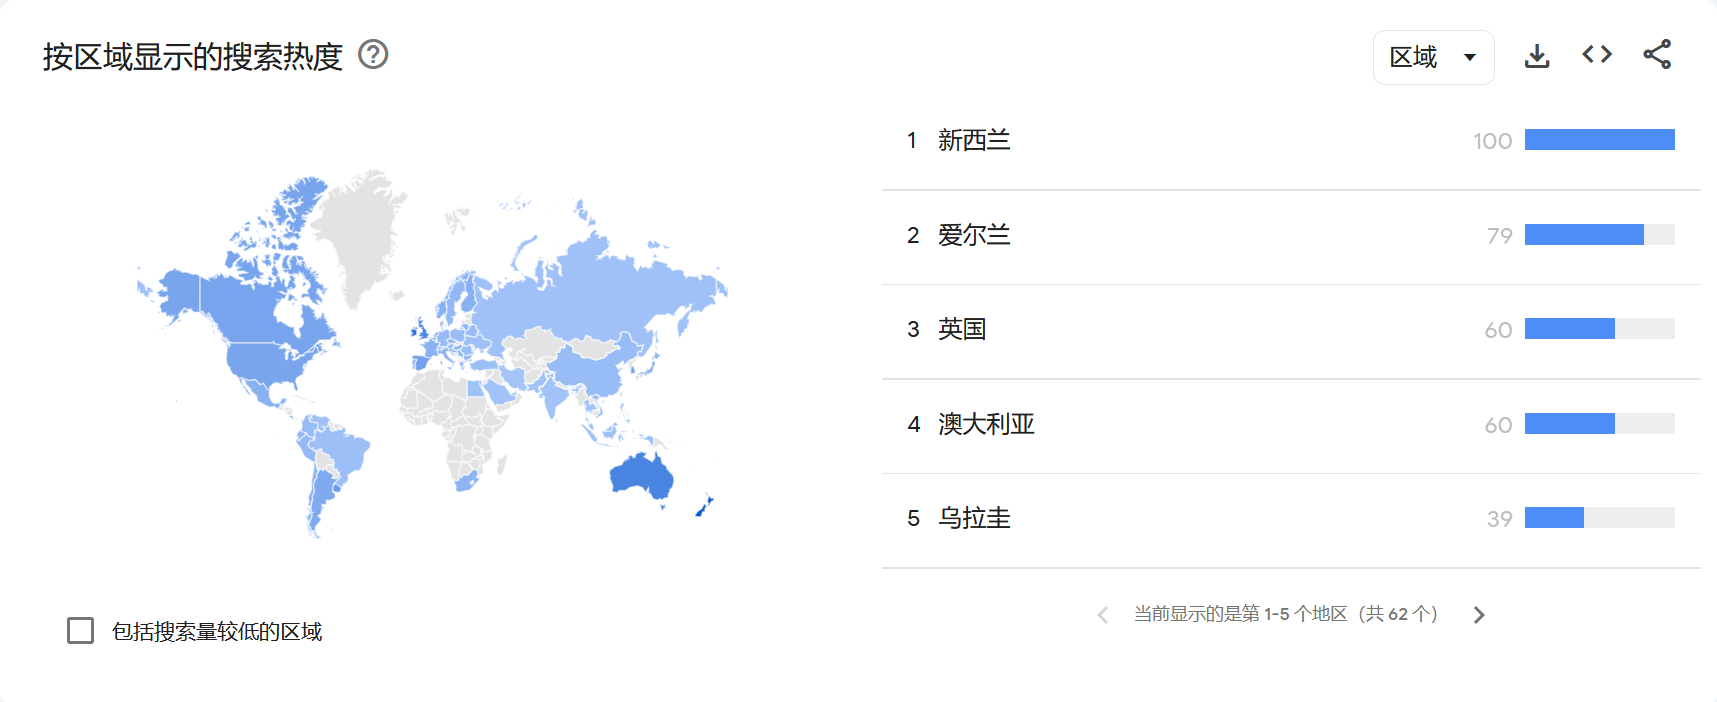 按区域显示的搜索热度
区域
1 新西兰 100
2 爱尔兰 79
3 英国 60
4 澳大利亚 60
5 乌拉圭 39
包括搜索量较低的区域
当前显示的是第 1-5 个地区（共 62 个）